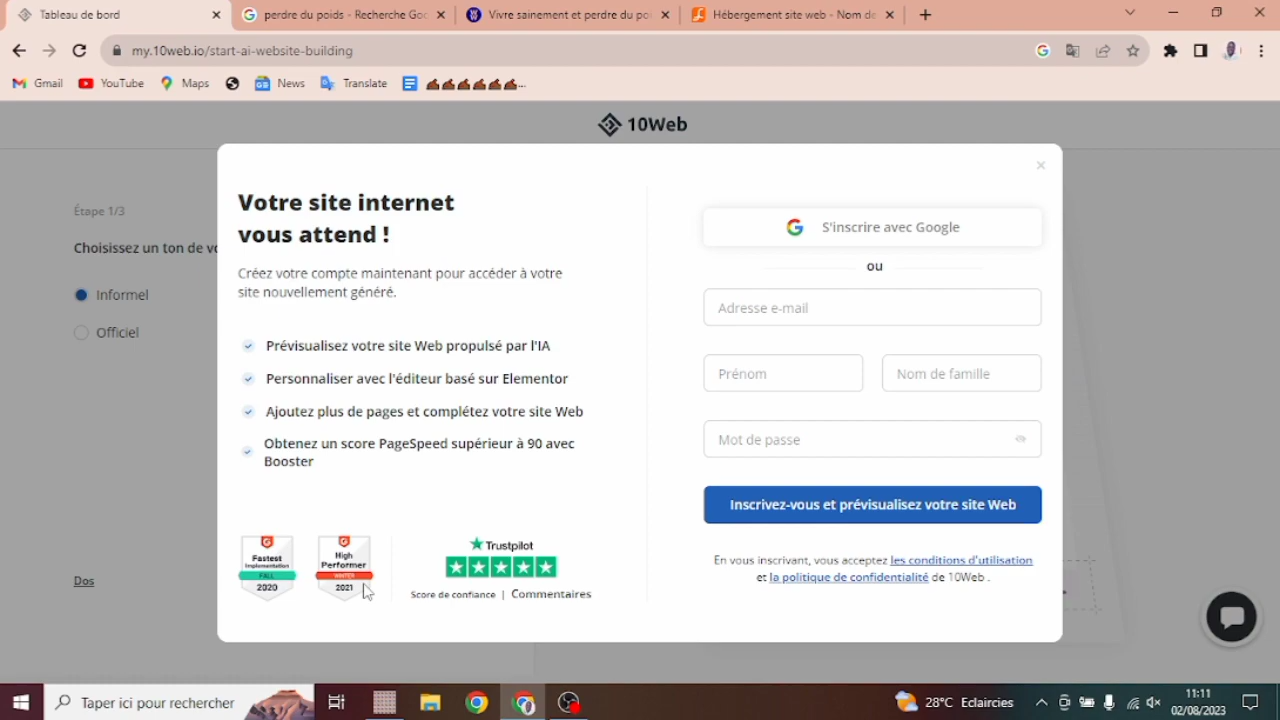 Tableau de bord
perdre du poids - Recherche Goo
Vivre sainement et perdre du poi
Hébergement site web - Nom de
my.10web.io/start-ai-website-building
Gmail
YouTube
Maps
News
Translate
10Web
Étape 1/3
Choisissez un ton de vo
Informel
Officiel
Dos
Votre site internet
vous attend !
Créez votre compte maintenant pour accéder à votre
site nouvellement généré.
Prévisualisez votre site Web propulsé par l'IA
Personnaliser avec l'éditeur basé sur Elementor
Ajoutez plus de pages et complétez votre site Web
Obtenez un score PageSpeed supérieur à 90 avec
Booster
Fastest
Implementation
FALL
2020
High
Performer
WINTER
2021
Trustpilot
Score de confiance | Commentaires
S'inscrire avec Google
ou
Adresse e-mail
Prénom
Nom de famille
Mot de passe
Inscrivez-vous et prévisualisez votre site Web
En vous inscrivant, vous acceptez les conditions d'utilisation
et la politique de confidentialité de 10Web .
Taper ici pour rechercher
28°C Eclaircies
11:11
02/08/2023